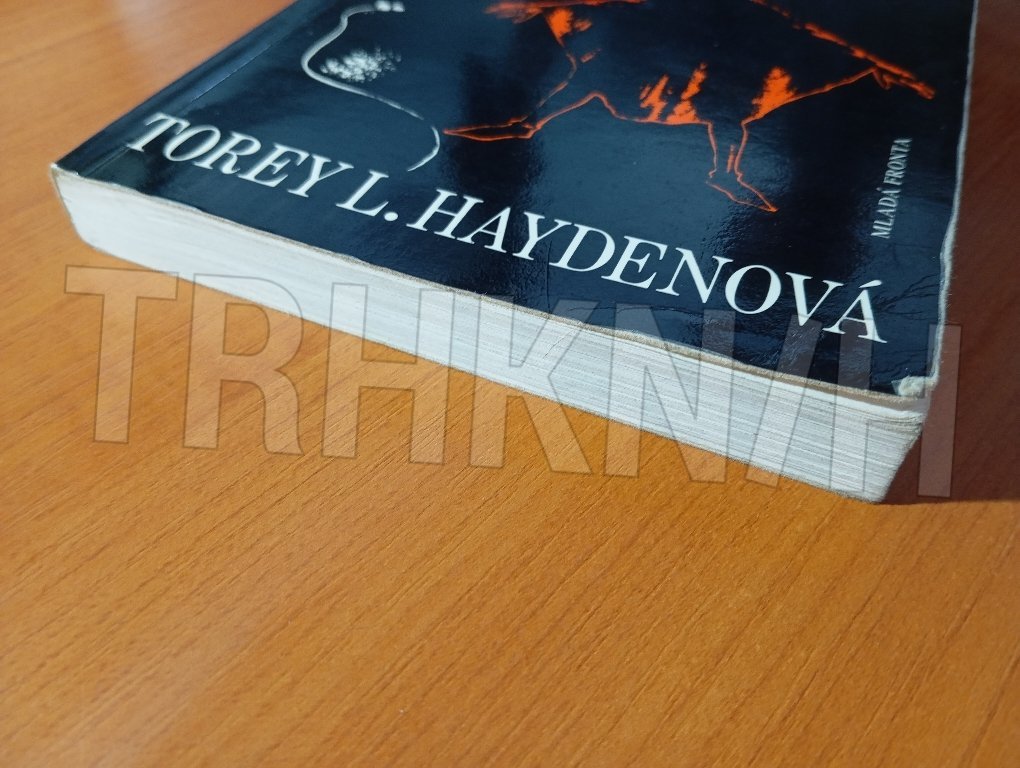 TOREY L. HAYDENOVÁ
MLADÁ FRONTA
TRHKNIH